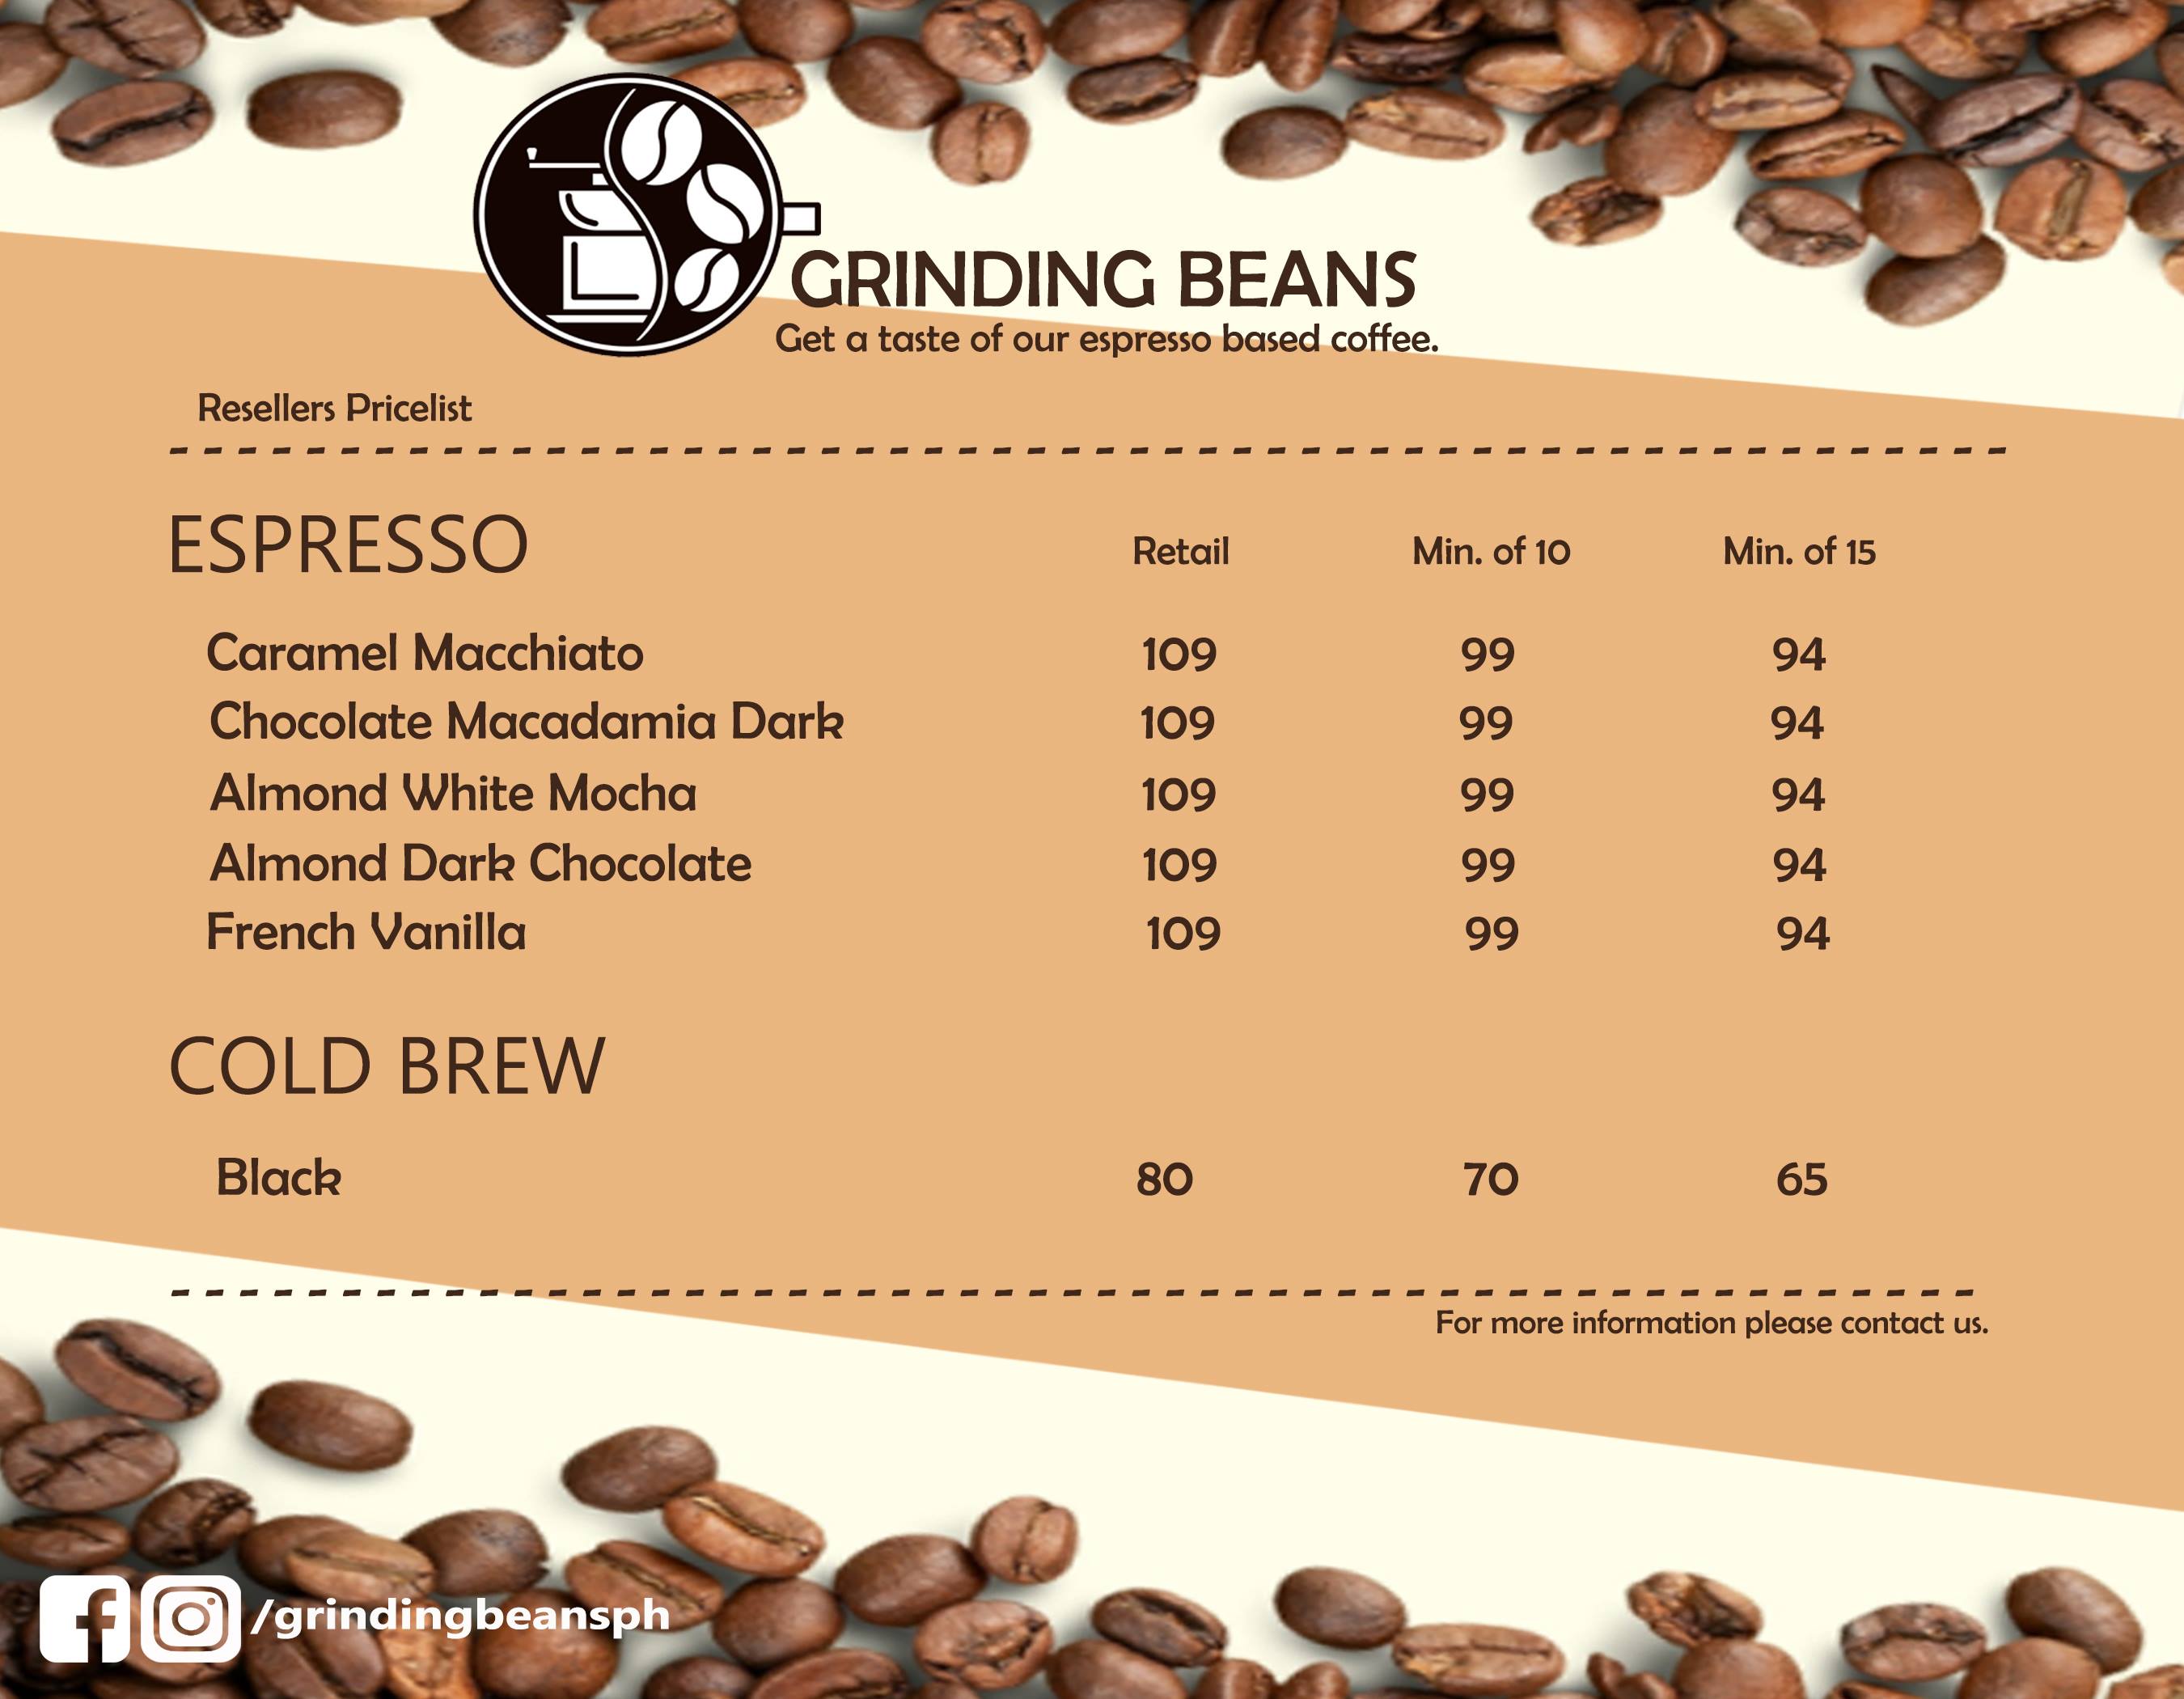 GRINDING BEANS
Get a taste of our espresso based coffee.
Resellers Pricelist
ESPRESSO Retail Min. of 10 Min. of 15
Caramel Macchiato 109 99 94
Chocolate Macadamia Dark 109 99 94
Almond White Mocha 109 99 94
Almond Dark Chocolate 109 99 94
French Vanilla 109 99 94
COLD BREW
Black 80 70 65
For more information please contact us.
/grindingbeansph